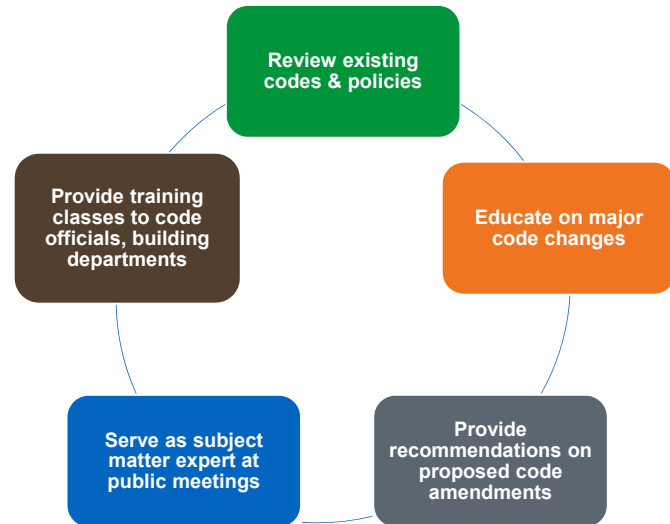 Review existing
codes & policies
Educate on major
code changes
Provide
recommendations on
proposed code
amendments
Serve as subject
matter expert at
public meetings
Provide training
classes to code
officials, building
departments